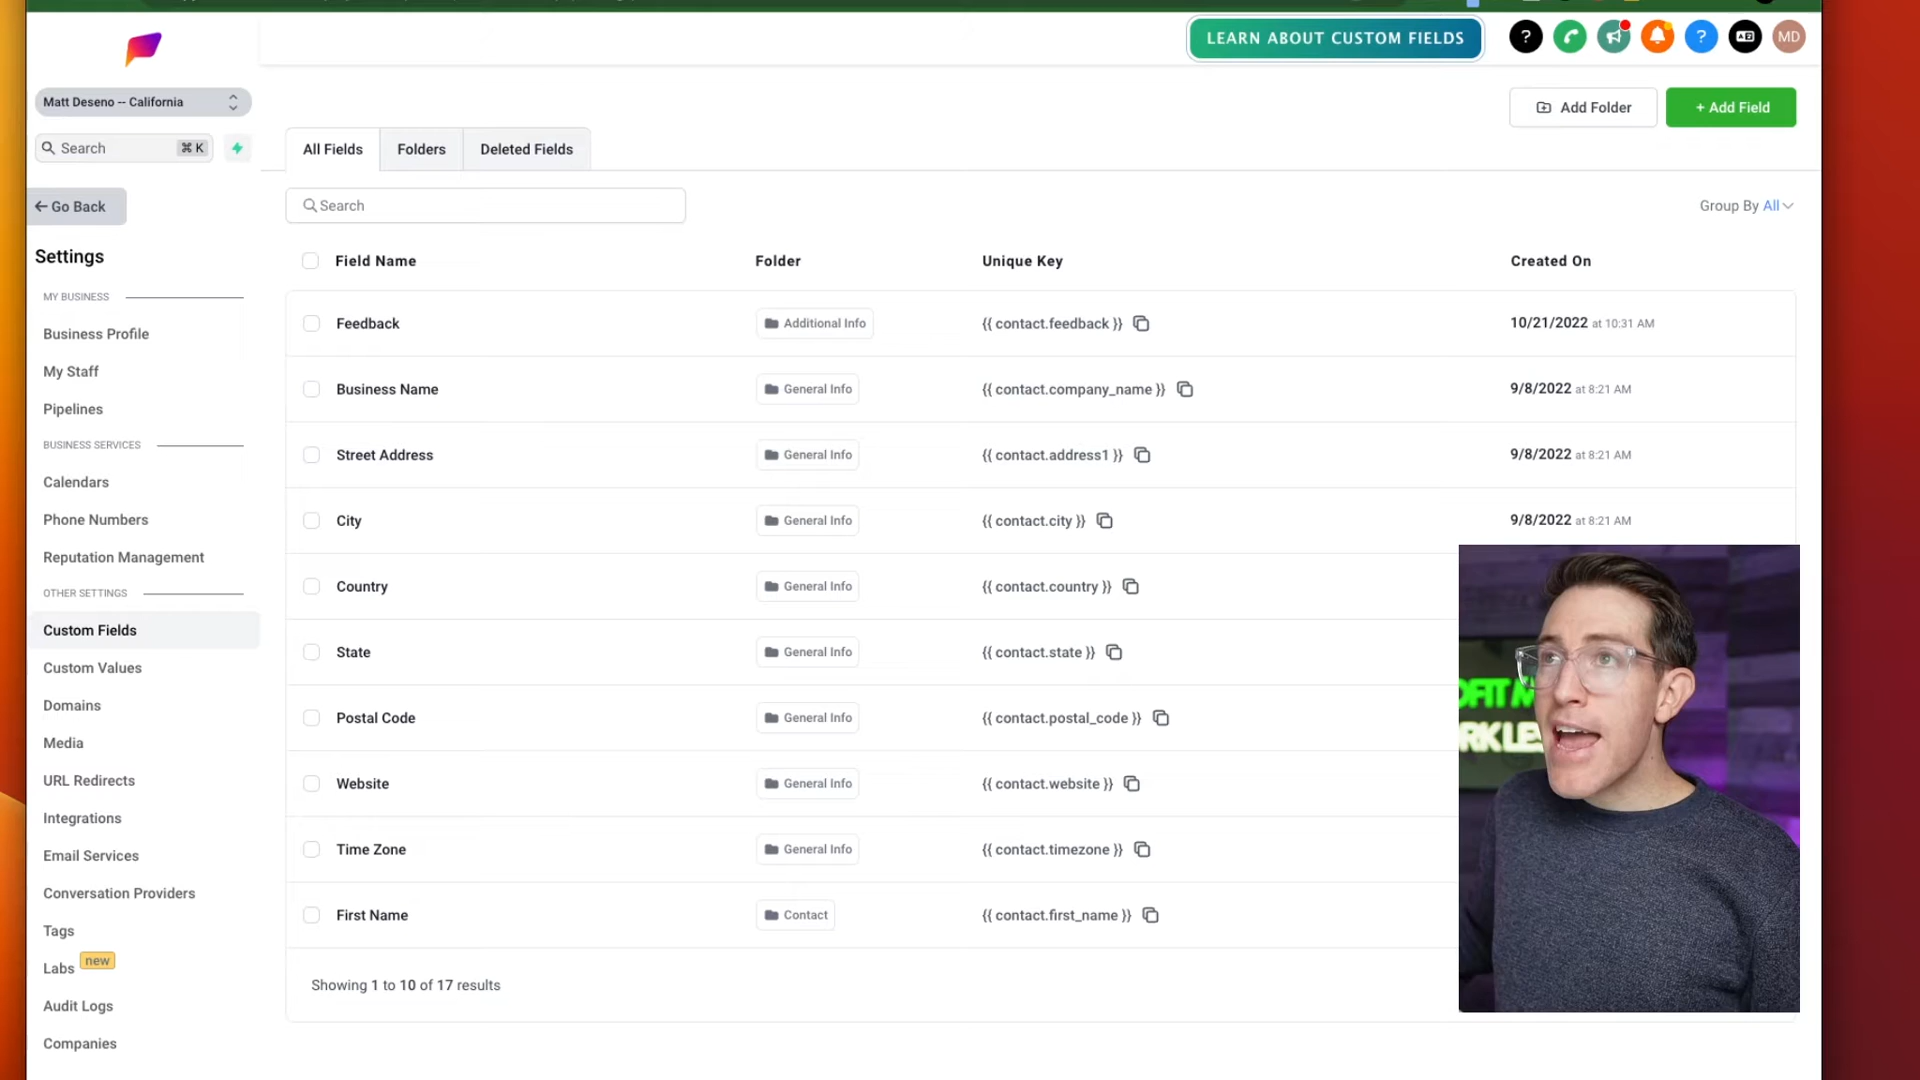 LEARN ABOUT CUSTOM FIELDS
?
?
MD
Matt Deseno -- California
Search ⌘ K
Add Folder
+ Add Field
All Fields
Folders
Deleted Fields
Go Back
Search
Group By All
Settings
MY BUSINESS
Business Profile
My Staff
Pipelines
BUSINESS SERVICES
Calendars
Phone Numbers
Reputation Management
OTHER SETTINGS
Custom Fields
Custom Values
Domains
Media
URL Redirects
Integrations
Email Services
Conversation Providers
Tags
Labs new
Audit Logs
Companies
Field Name Folder Unique Key Created On
Feedback Additional Info {{ contact.feedback }} 10/21/2022 at 10:31 AM
Business Name General Info {{ contact.company_name }} 9/8/2022 at 8:21 AM
Street Address General Info {{ contact.address1 }} 9/8/2022 at 8:21 AM
City General Info {{ contact.city }} 9/8/2022 at 8:21 AM
Country General Info {{ contact.country }}
State General Info {{ contact.state }}
Postal Code General Info {{ contact.postal_code }}
Website General Info {{ contact.website }}
Time Zone General Info {{ contact.timezone }}
First Name Contact {{ contact.first_name }}
Showing 1 to 10 of 17 results